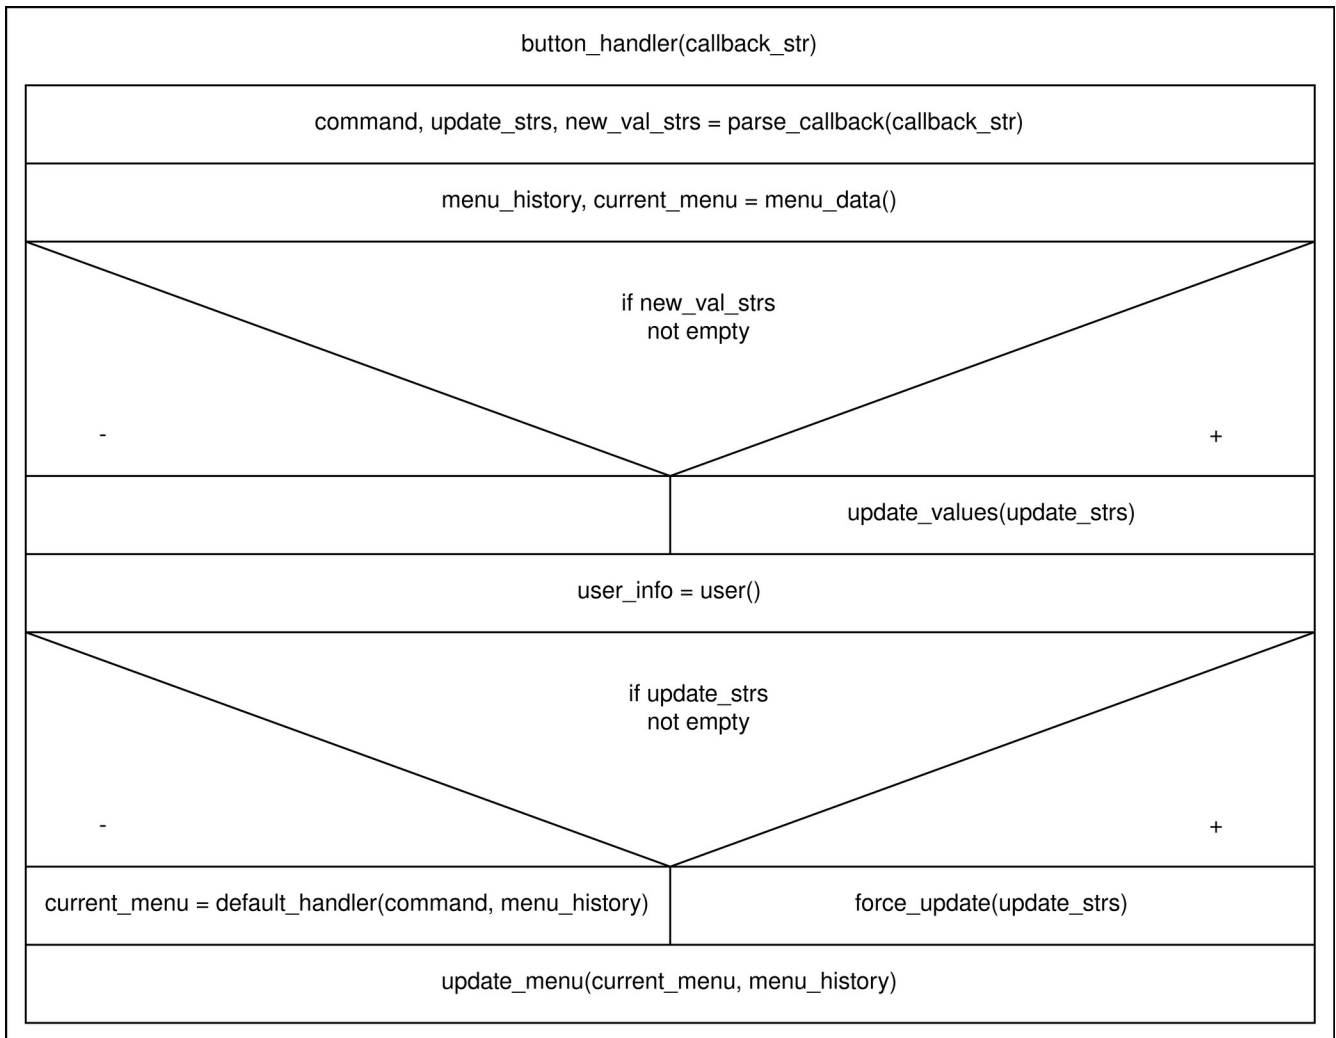 button_handler(callback_str)
command, update_strs, new_val_strs = parse_callback(callback_str)
menu_history, current_menu = menu_data()
if new_val_strs
not empty
-
+
update_values(update_strs)
user_info = user()
if update_strs
not empty
-
+
current_menu = default_handler(command, menu_history)
force_update(update_strs)
update_menu(current_menu, menu_history)